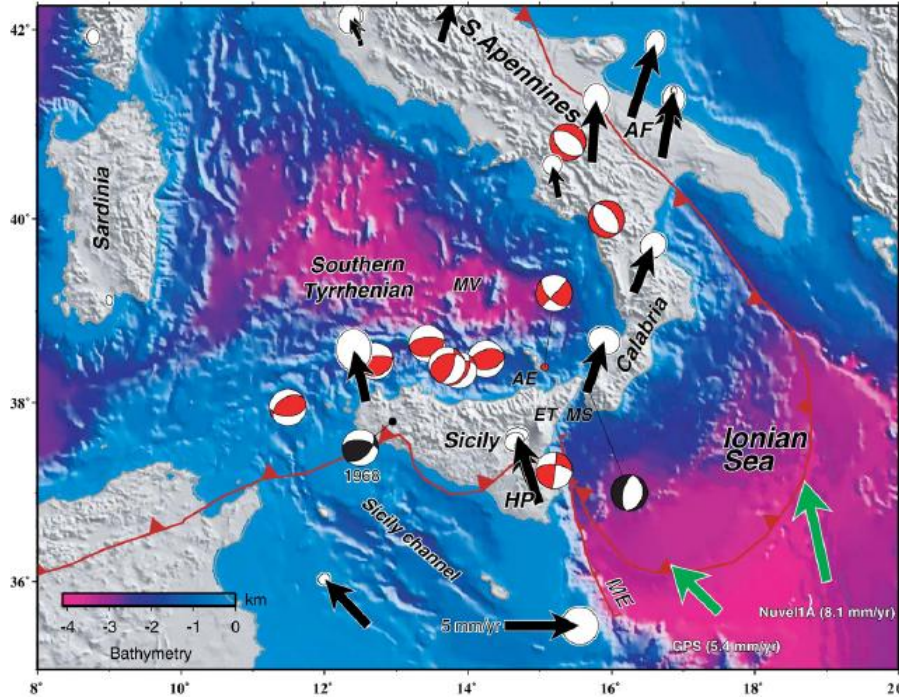 42°
S.Apennines
AF
Sardinia
40°
Southern
Tyrrhenian
MV
Calabria
AE
38°
ET MS
Sicily
Ionian
Sea
1968
HP
Sicily channel
36°
ME
km
-4 -3 -2 -1 0
Bathymetry
5 mm/yr
Nuvel1A (8.1 mm/yr)
GPS (5.4 mm/yr)
8° 10° 12° 14° 16° 18° 20